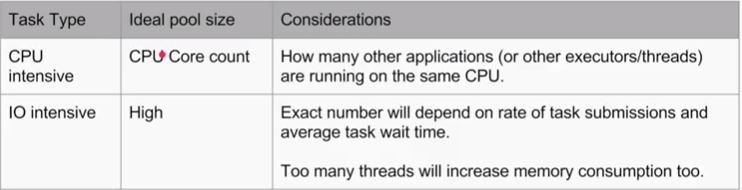 Task Type
Ideal pool size
Considerations
CPU
intensive
CPU Core count
How many other applications (or other executors/threads)
are running on the same CPU.
IO intensive
High
Exact number will depend on rate of task submissions and
average task wait time.
Too many threads will increase memory consumption too.